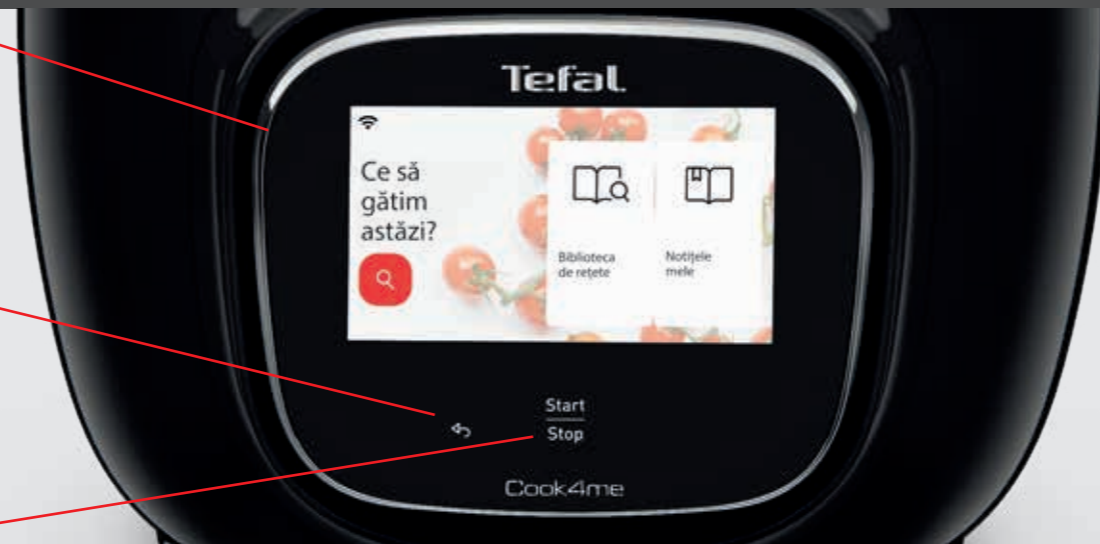 Tefal
Ce să
gătim
astăzi?
Biblioteca
de rețete
Notițele
mele
Start
Stop
Cook4me